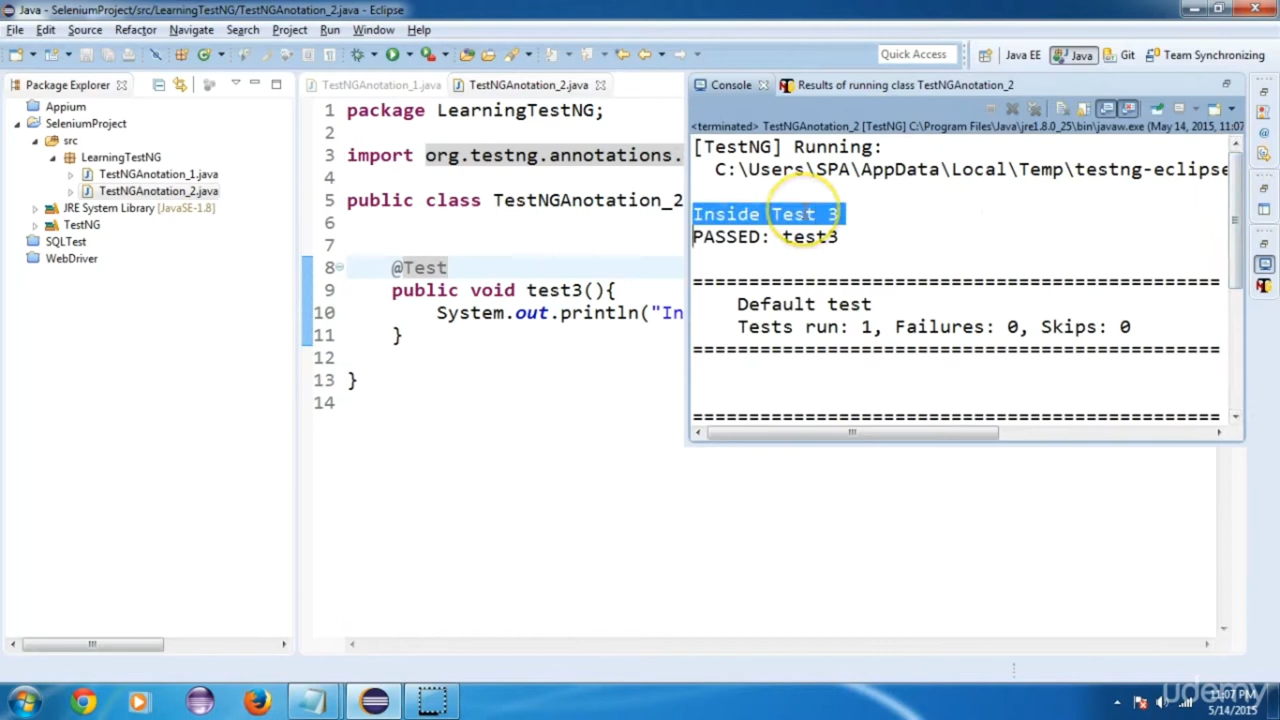 Java - SeleniumProject/src/LearningTestNG/TestNGAnotation_2.java - Eclipse
File Edit Source Refactor Navigate Search Project Run Window Help
Quick Access Java EE Java Git Team Synchronizing
Package Explorer
Appium
SeleniumProject
src
LearningTestNG
TestNGAnotation_1.java
TestNGAnotation_2.java
JRE System Library [JavaSE-1.8]
TestNG
SQLTest
WebDriver
TestNGAnotation_1.java TestNGAnotation_2.java
1 package LearningTestNG;
2
3 import org.testng.annotations.
4
5 public class TestNGAnotation_2
6
7
8 @Test
9 public void test3(){
10 System.out.println("In
11 }
12
13 }
14
Console Results of running class TestNGAnotation_2
<terminated> TestNGAnotation_2 [TestNG] C:\Program Files\Java\jre1.8.0_25\bin\javaw.exe (May 14, 2015, 11:07
[TestNG] Running:
C:\Users\SPA\AppData\Local\Temp\testng-eclipse
Inside Test 3
PASSED: test3
===============================================
Default test
Tests run: 1, Failures: 0, Skips: 0
===============================================
===============================================
11:07 PM
5/14/2015
udemy